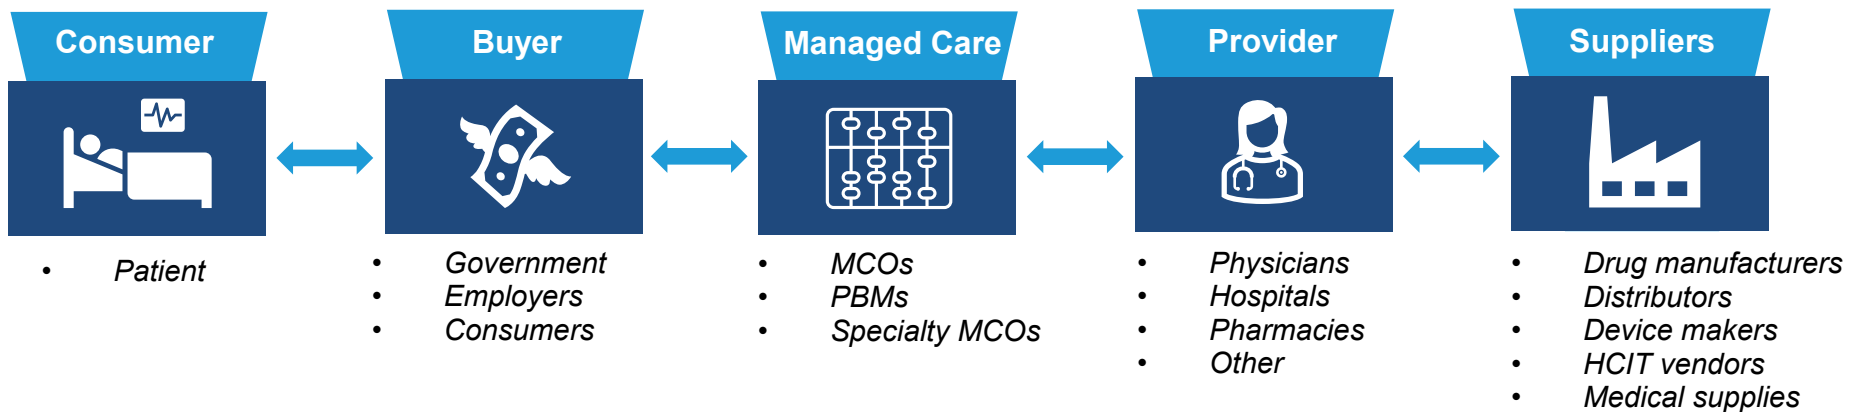 Consumer
• Patient
Buyer
• Government
• Employers
• Consumers
Managed Care
• MCOs
• PBMs
• Specialty MCOs
Provider
• Physicians
• Hospitals
• Pharmacies
• Other
Suppliers
• Drug manufacturers
• Distributors
• Device makers
• HCIT vendors
• Medical supplies